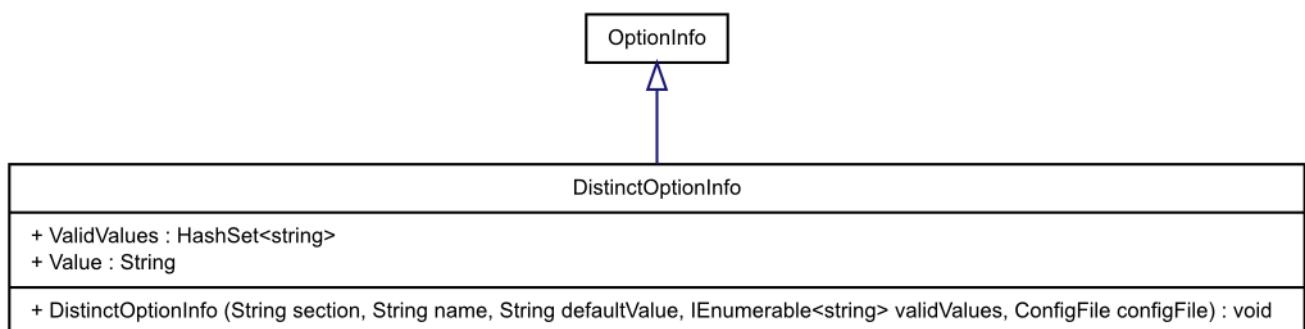 OptionInfo
DistinctOptionInfo
+ ValidValues : HashSet<string>
+ Value : String
+ DistinctOptionInfo (String section, String name, String defaultValue, IEnumerable<string> validValues, ConfigFile configFile) : void